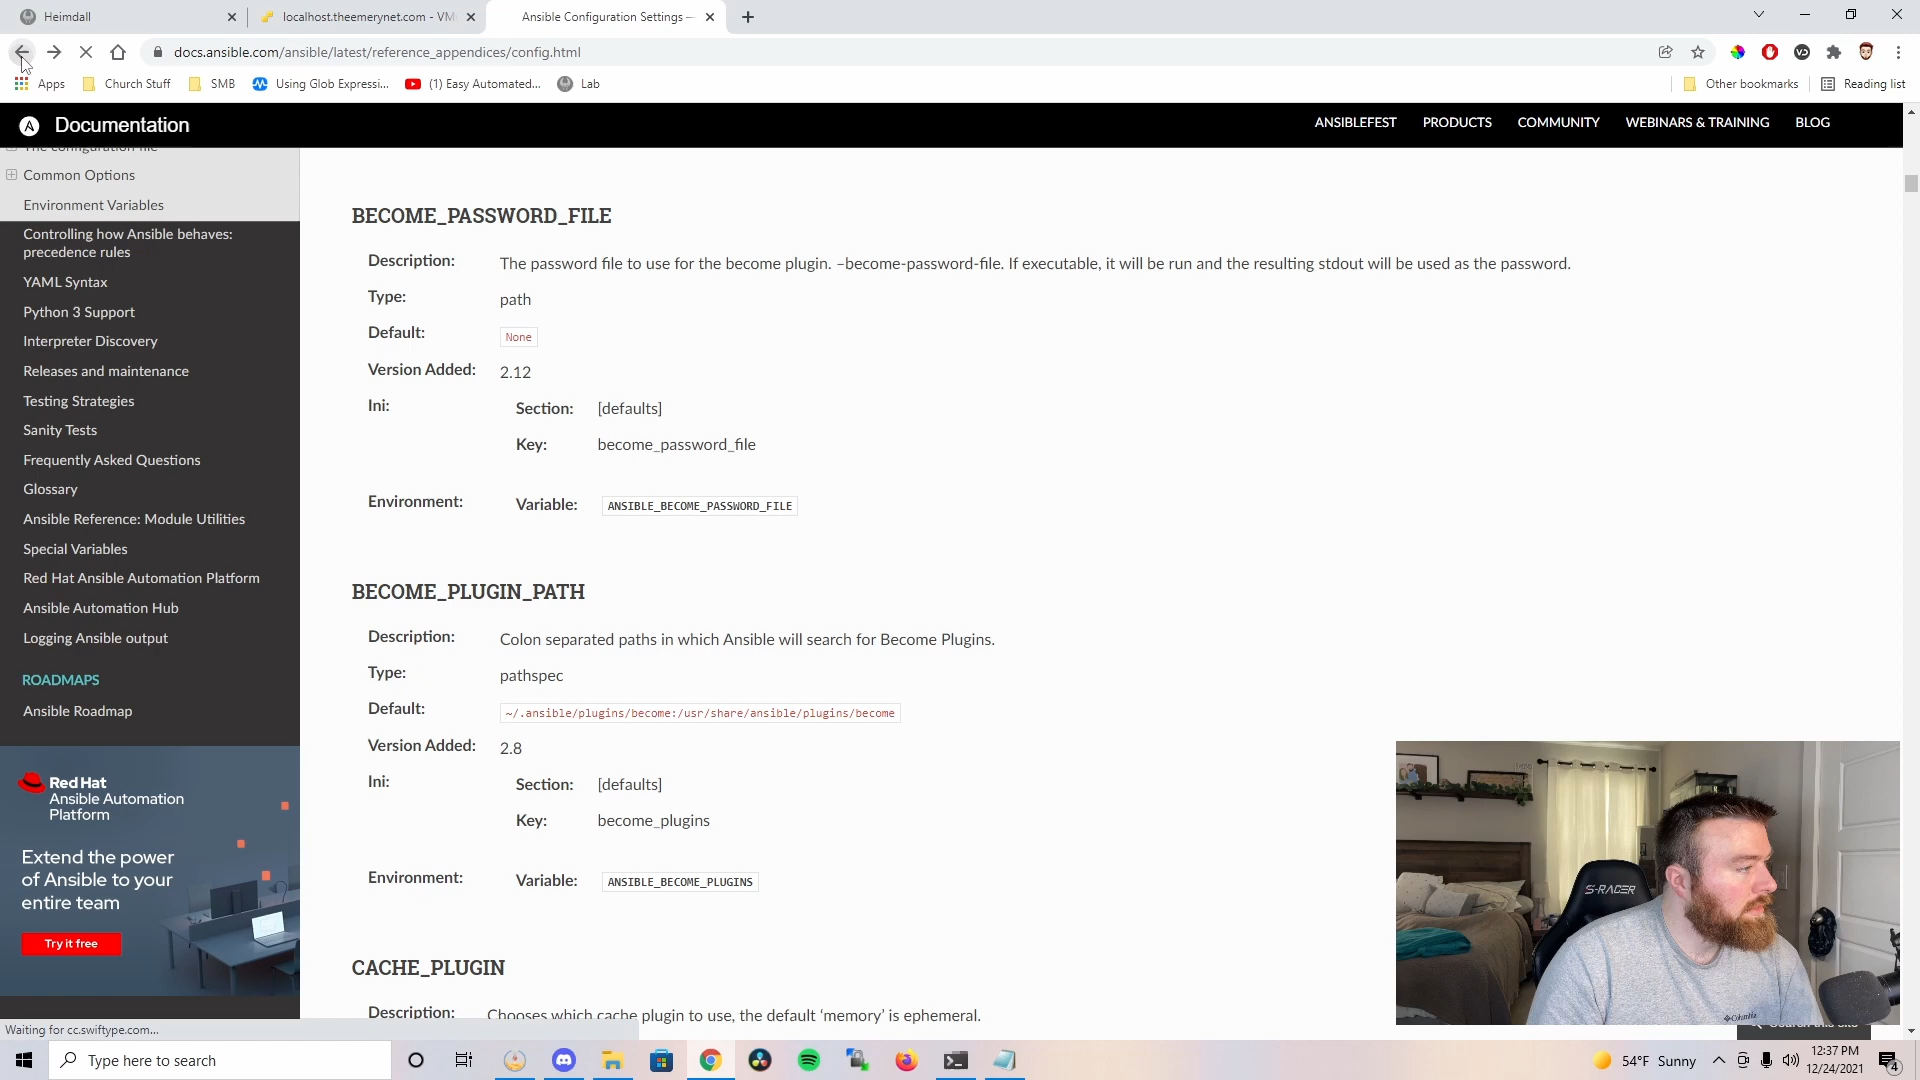 Heimdall
localhost.theemerynet.com - VM
Ansible Configuration Settings —
docs.ansible.com/ansible/latest/reference_appendices/config.html
Apps
Church Stuff
SMB
Using Glob Expressi...
(1) Easy Automated...
Lab
Other bookmarks
Reading list
Documentation
ANSIBLEFEST
PRODUCTS
COMMUNITY
WEBINARS & TRAINING
BLOG
The configuration file
Common Options
Environment Variables
Controlling how Ansible behaves:
precedence rules
YAML Syntax
Python 3 Support
Interpreter Discovery
Releases and maintenance
Testing Strategies
Sanity Tests
Frequently Asked Questions
Glossary
Ansible Reference: Module Utilities
Special Variables
Red Hat Ansible Automation Platform
Ansible Automation Hub
Logging Ansible output
ROADMAPS
Ansible Roadmap
Red Hat
Ansible Automation
Platform
Extend the power
of Ansible to your
entire team
Try it free
BECOME_PASSWORD_FILE
Description: The password file to use for the become plugin. –become-password-file. If executable, it will be run and the resulting stdout will be used as the password.
Type: path
Default: None
Version Added: 2.12
Ini: Section: [defaults]
Key: become_password_file
Environment: Variable: ANSIBLE_BECOME_PASSWORD_FILE
BECOME_PLUGIN_PATH
Description: Colon separated paths in which Ansible will search for Become Plugins.
Type: pathspec
Default: ~/.ansible/plugins/become:/usr/share/ansible/plugins/become
Version Added: 2.8
Ini: Section: [defaults]
Key: become_plugins
Environment: Variable: ANSIBLE_BECOME_PLUGINS
CACHE_PLUGIN
Description: Chooses which cache plugin to use, the default ‘memory’ is ephemeral.
S-RACER
Columbia
Search this site
Waiting for cc.swiftype.com...
Type here to search
54°F Sunny
12:37 PM
12/24/2021
4